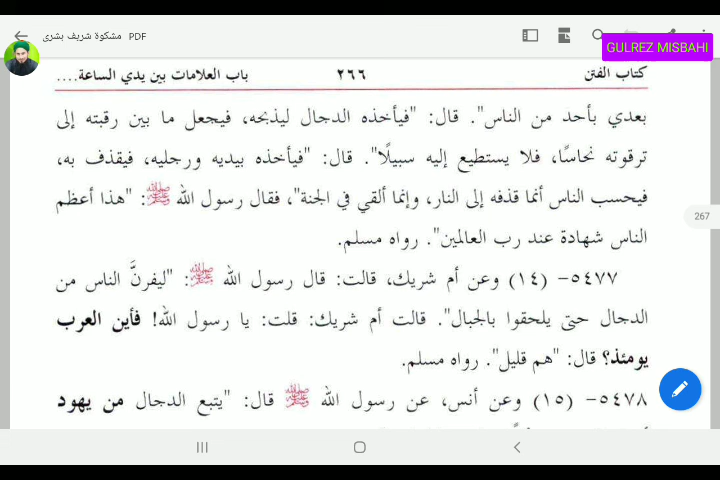 مشكوة شريف بشرى PDF
GULREZ MISBAHI
كتاب الفتن ٢٦٦ باب العلامات بين يدي الساعة....
بعدي بأحد من الناس". قال: "فيأخذه الدجال ليذبحه، فيجعل ما بين رقبته إلى
ترقوته نحاسًا، فلا يستطيع إليه سبيلًا". قال: "فيأخذه بيديه ورجليه، فيقذف به،
فيحسب الناس أنما قذفه إلى النار، وإنما ألقي في الجنة"، فقال رسول الله ﷺ: "هذا أعظم
الناس شهادة عند رب العالمين". رواه مسلم.
267
٥٤٧٧- (١٤) وعن أم شريك، قالت: قال رسول الله ﷺ: "ليفرنَّ الناس من
الدجال حتى يلحقوا بالجبال". قالت أم شريك: قلت: يا رسول الله! فأين العرب
يومئذ؟ قال: "هم قليل". رواه مسلم.
٥٤٧٨- (١٥) وعن أنس، عن رسول الله ﷺ قال: "يتبع الدجال من يهود